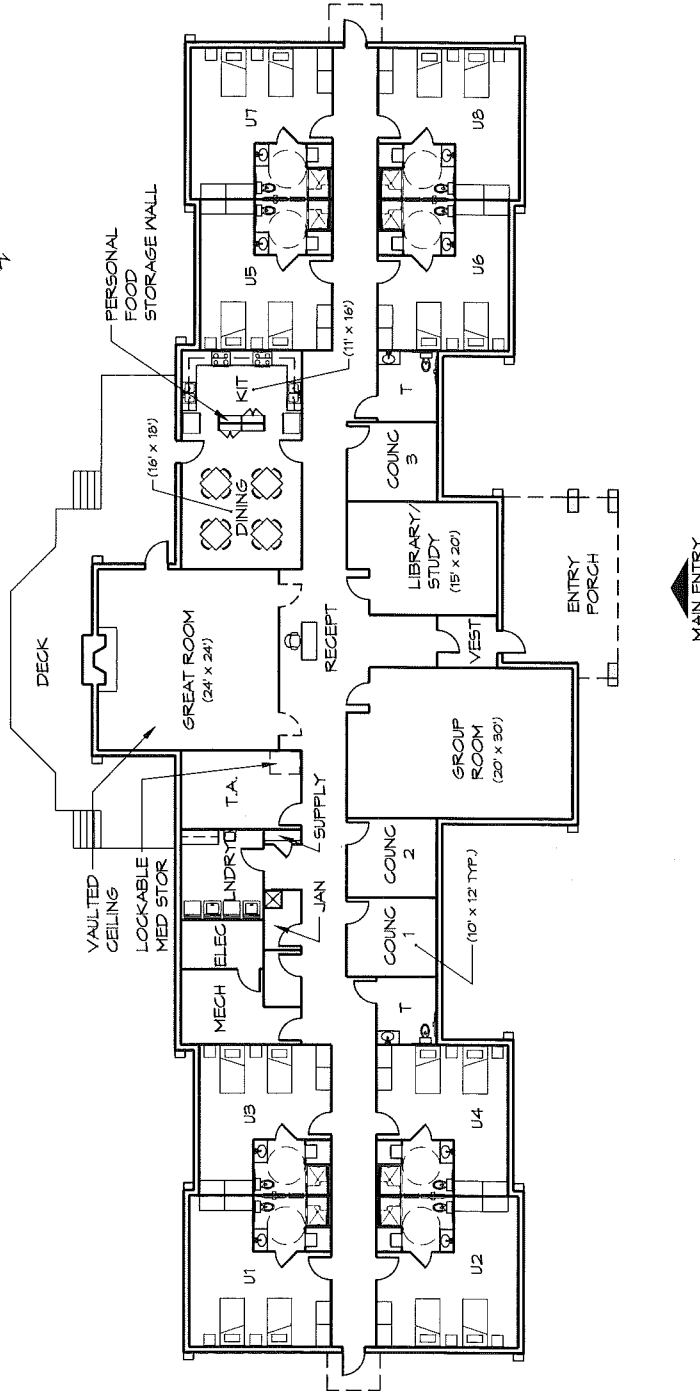 U7
U8
PERSONAL
FOOD
STORAGE WALL
U5
U6
(11' x 16')
KIT
(16' x 18')
T
COUNC
3
DINING
LIBRARY/
STUDY
(15' x 20')
ENTRY
PORCH
MAIN ENTRY
DECK
GREAT ROOM
(24' x 24')
RECEPT
VEST
GROUP
ROOM
(20' x 30')
T.A.
SUPPLY
VAULTED
CEILING
LOCKABLE
MED STOR
LNDRY
JAN
COUNC
2
ELEC
COUNC
1
(10' x 12' TYP.)
MECH
T
U3
U4
U1
U2